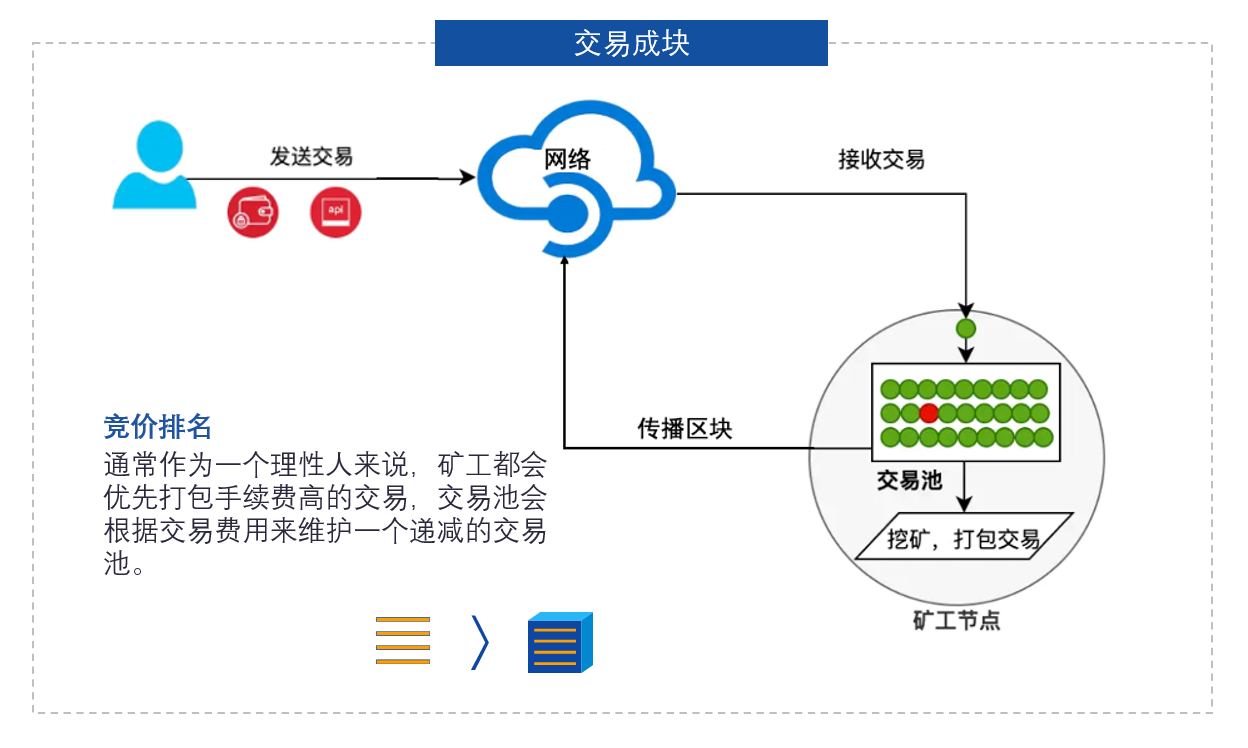 交易成块
发送交易
网络
接收交易
api
竞价排名
通常作为一个理性人来说，矿工都会
优先打包手续费高的交易，交易池会
根据交易费用来维护一个递减的交易
池。
传播区块
交易池
挖矿，打包交易
矿工节点